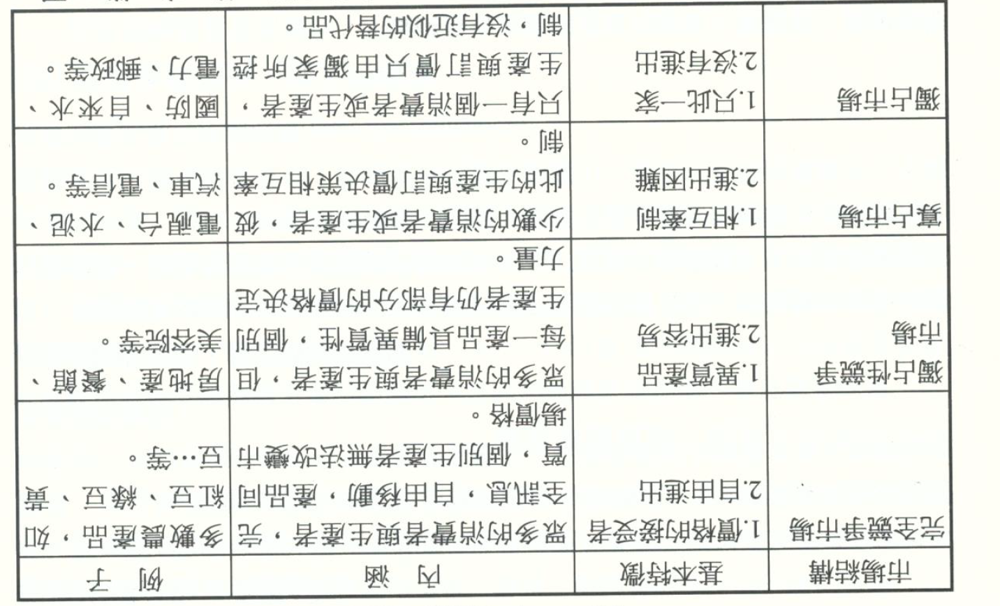 市場結構
基本特徵
內 涵
例 子
完全競爭市場
1.價格的接受者
2.自由進出
眾多的消費者與生產者，完
全訊息，自由移動，產品同
質，個別生產者無法改變市
場價格。
多數農產品，如
紅豆、綠豆、黃
豆…等。
獨占性競爭
市場
1.異質產品
2.進出容易
眾多的消費者與生產者，但
每一產品具備異質性，個別
生產者仍有部分的價格決定
力量。
房地產、餐館、
美容院等。
寡占市場
1.相互牽制
2.進出困難
少數的消費者或生產者，彼
此的生產與訂價決策相互牽
制。
電視台、水泥、
汽車、電信等。
獨占市場
1.只此一家
2.沒有進出
只有一個消費者或生產者，
生產與訂價只由獨家所控
制，沒有近似的替代品。
國防、自來水、
電力、郵政等。